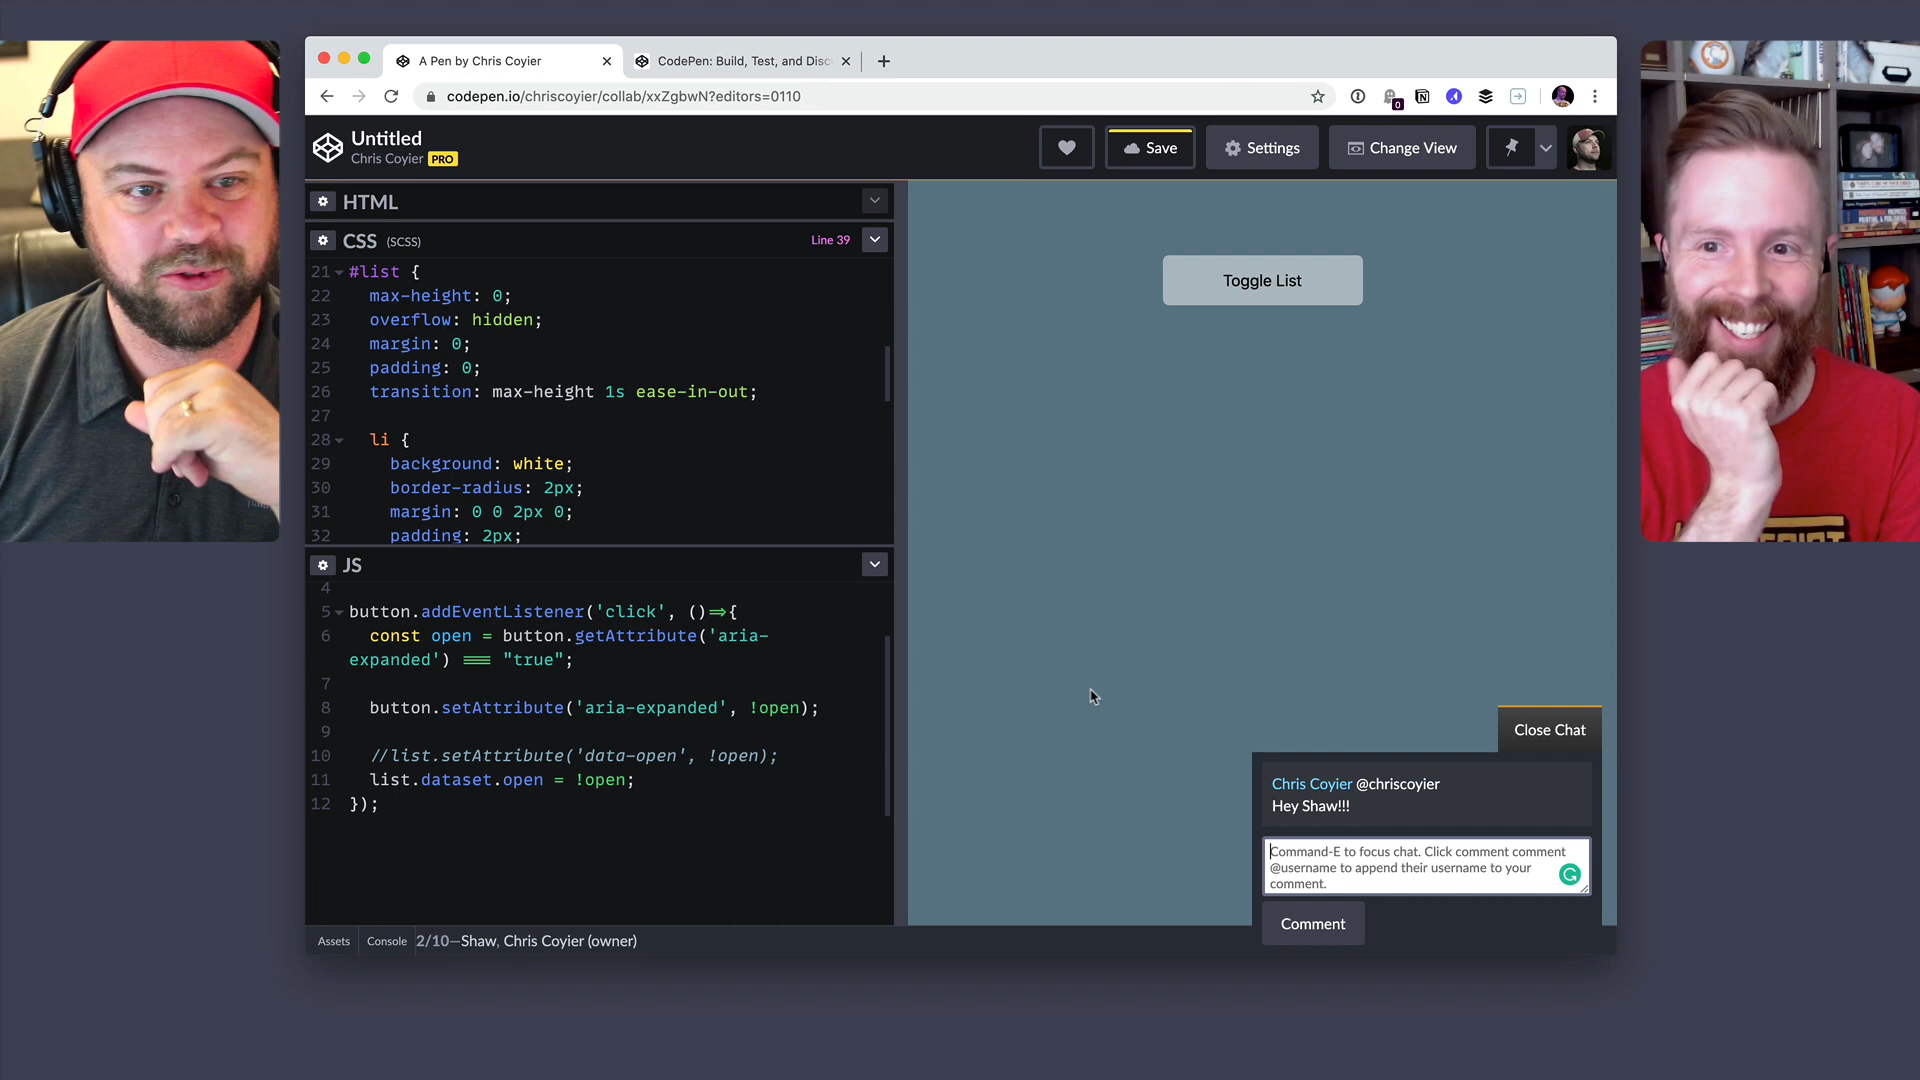 A Pen by Chris Coyier
CodePen: Build, Test, and Disc
codepen.io/chriscoyier/collab/xxZgbwN?editors=0110
0
Untitled
Chris Coyier PRO
Save
Settings
Change View
HTML
CSS (SCSS)
Line 39
21 #list {
22 max-height: 0;
23 overflow: hidden;
24 margin: 0;
25 padding: 0;
26 transition: max-height 1s ease-in-out;
27
28 li {
29 background: white;
30 border-radius: 2px;
31 margin: 0 0 2px 0;
32 padding: 2px;
JS
4
5 button.addEventListener('click', ()=>{
6 const open = button.getAttribute('aria-
expanded') === "true";
7
8 button.setAttribute('aria-expanded', !open);
9
10 //list.setAttribute('data-open', !open);
11 list.dataset.open = !open;
12 });
Toggle List
Close Chat
Chris Coyier @chriscoyier
Hey Shaw!!!
Command-E to focus chat. Click comment comment
@username to append their username to your
comment.
Comment
Assets
Console
2/10—Shaw, Chris Coyier (owner)